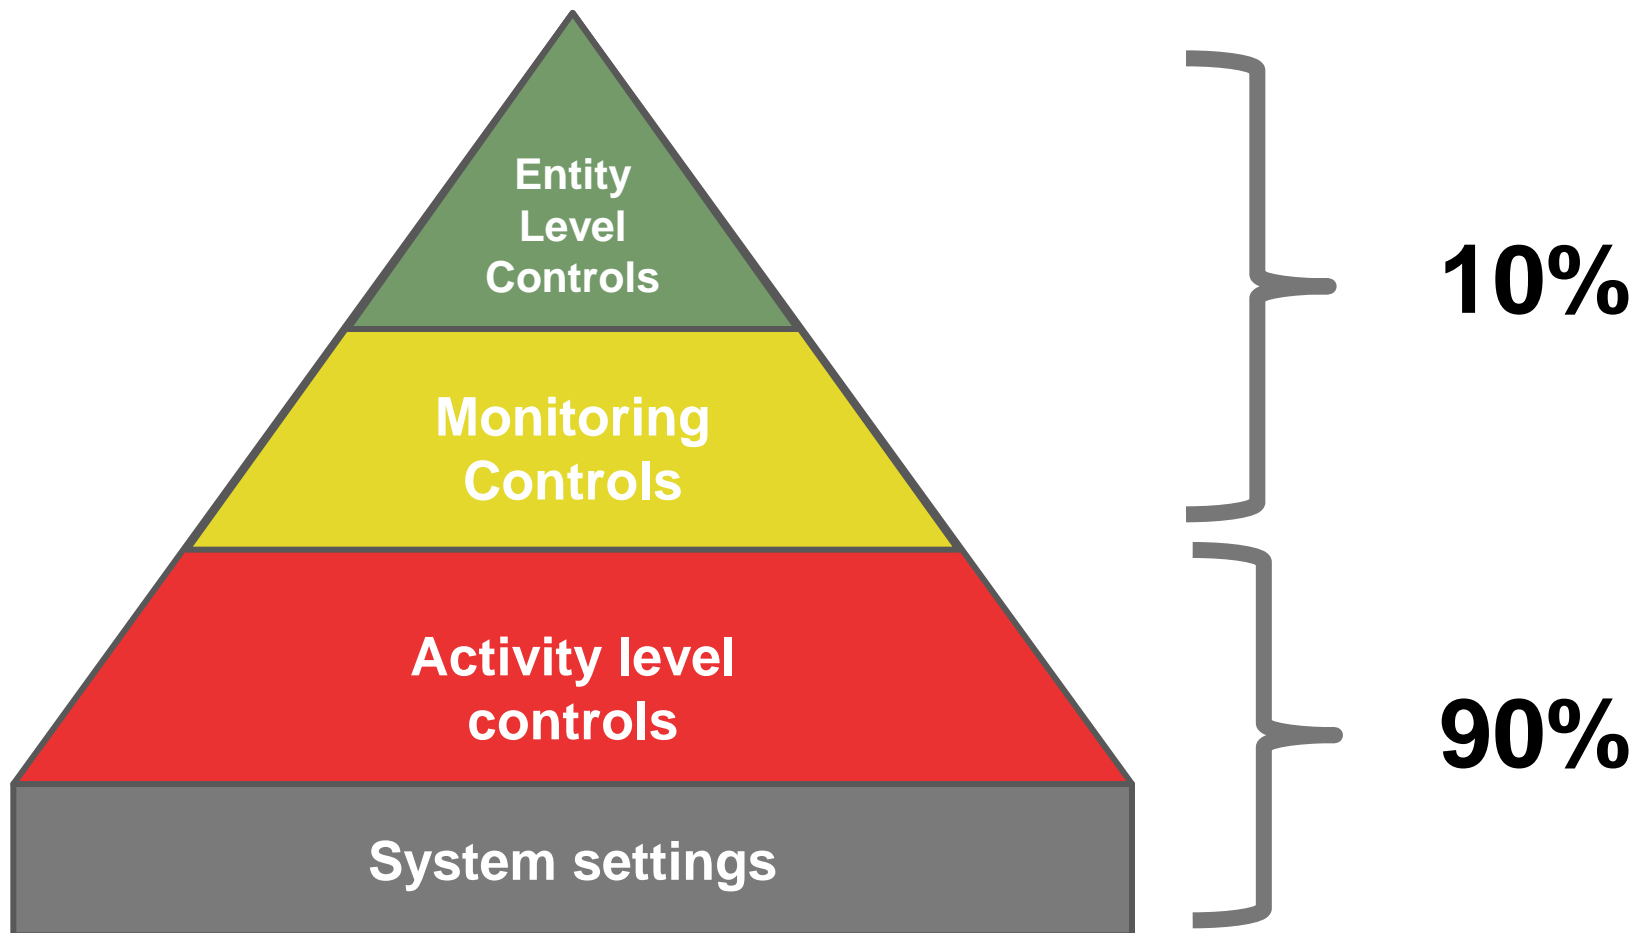 Entity
Level
Controls
10%
Monitoring
Controls
Activity level
controls
90%
System settings